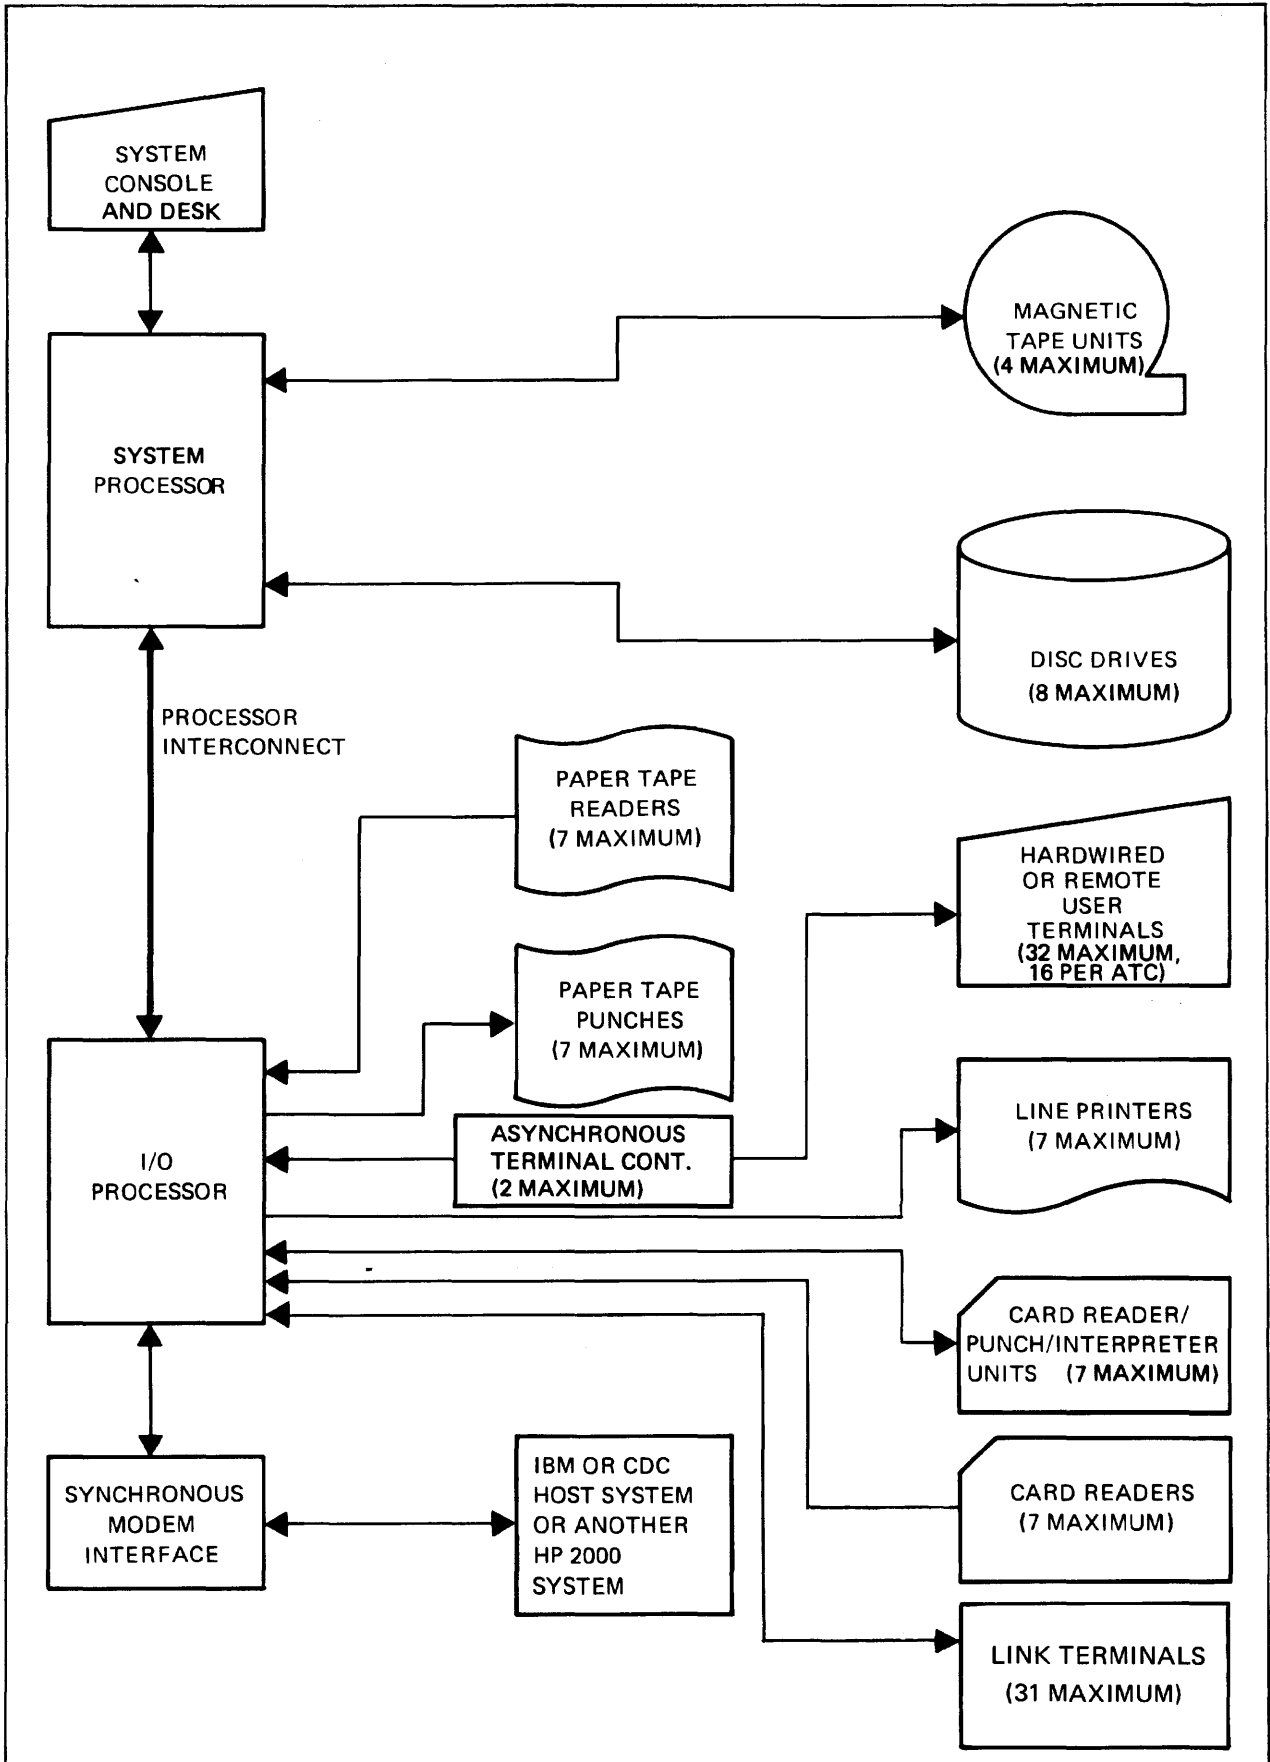 SYSTEM
CONSOLE
AND DESK
MAGNETIC
TAPE UNITS
(4 MAXIMUM)
SYSTEM
PROCESSOR
DISC DRIVES
(8 MAXIMUM)
PROCESSOR
INTERCONNECT
PAPER TAPE
READERS
(7 MAXIMUM)
HARDWIRED
OR REMOTE
USER
TERMINALS
(32 MAXIMUM,
16 PER ATC)
PAPER TAPE
PUNCHES
(7 MAXIMUM)
LINE PRINTERS
(7 MAXIMUM)
ASYNCHRONOUS
TERMINAL CONT.
(2 MAXIMUM)
I/O
PROCESSOR
CARD READER/
PUNCH/INTERPRETER
UNITS (7 MAXIMUM)
SYNCHRONOUS
MODEM
INTERFACE
IBM OR CDC
HOST SYSTEM
OR ANOTHER
HP 2000
SYSTEM
CARD READERS
(7 MAXIMUM)
LINK TERMINALS
(31 MAXIMUM)